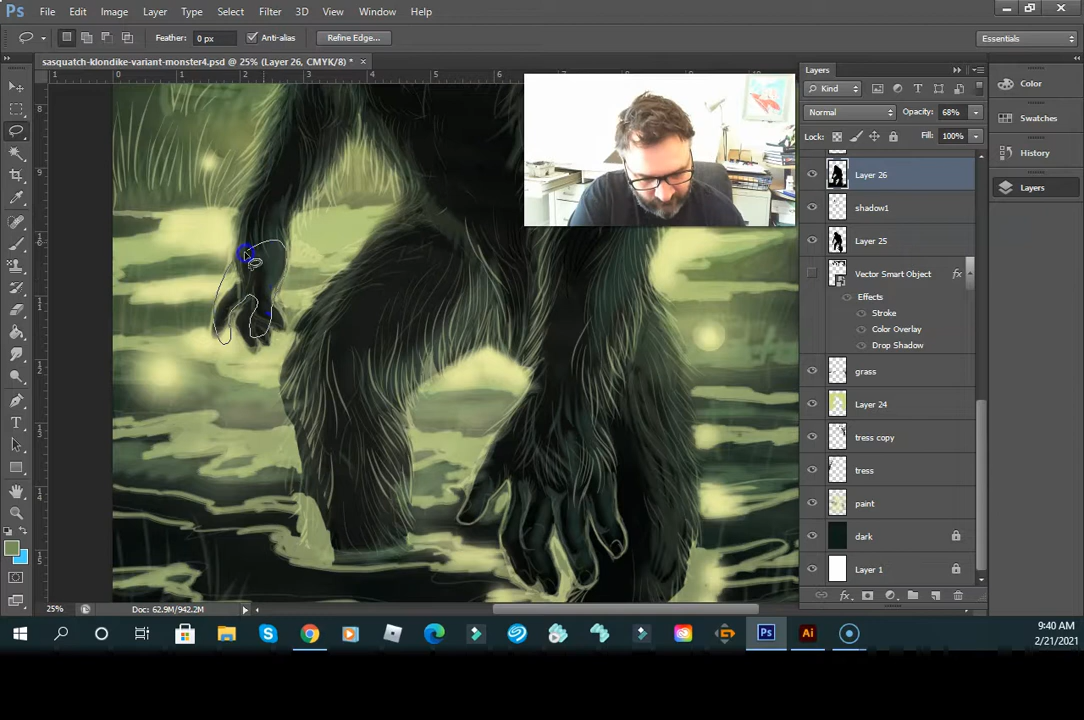 Ps File Edit Image Layer Type Select Filter 3D View Window Help
Feather: 0 px Anti-alias Refine Edge... Essentials
sasquatch-klondike-variant-monster4.psd @ 25% (Layer 26, CMYK/8) * ×
Layers
Kind
Normal Opacity: 68%
Lock: Fill: 100%
Layer 26
shadow1
Layer 25
Vector Smart Object fx
Effects
Stroke
Color Overlay
Drop Shadow
grass
Layer 24
tress copy
tress
paint
dark
Layer 1
Color
Swatches
History
Layers
25% Doc: 62.9M/942.2M
9:40 AM
2/21/2021